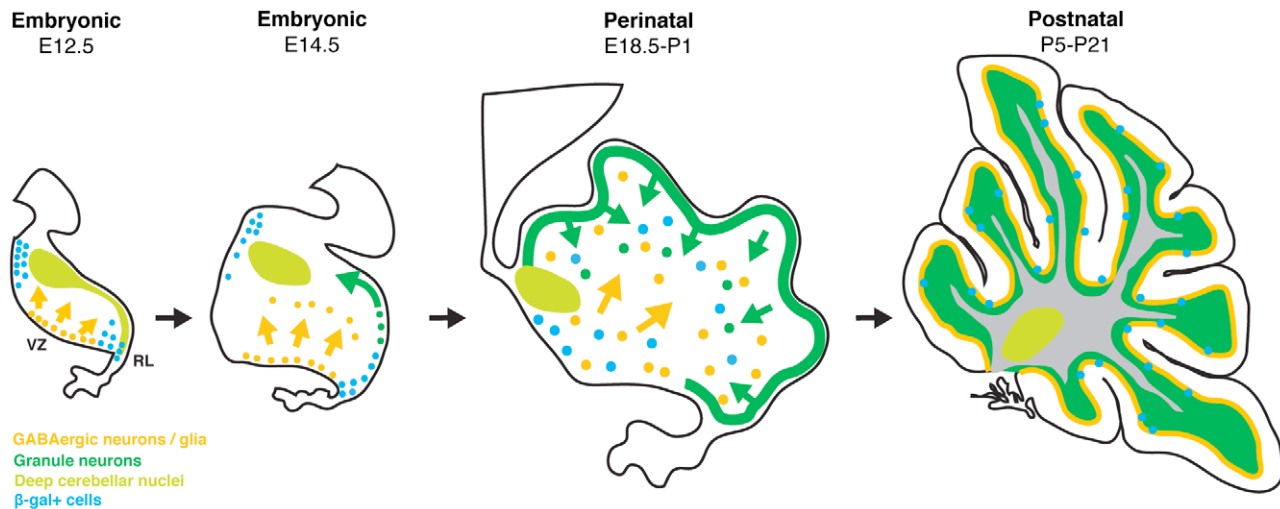 Embryonic
E12.5
Embryonic
E14.5
Perinatal
E18.5-P1
Postnatal
P5-P21
VZ
RL
GABAergic neurons / glia
Granule neurons
Deep cerebellar nuclei
β-gal+ cells